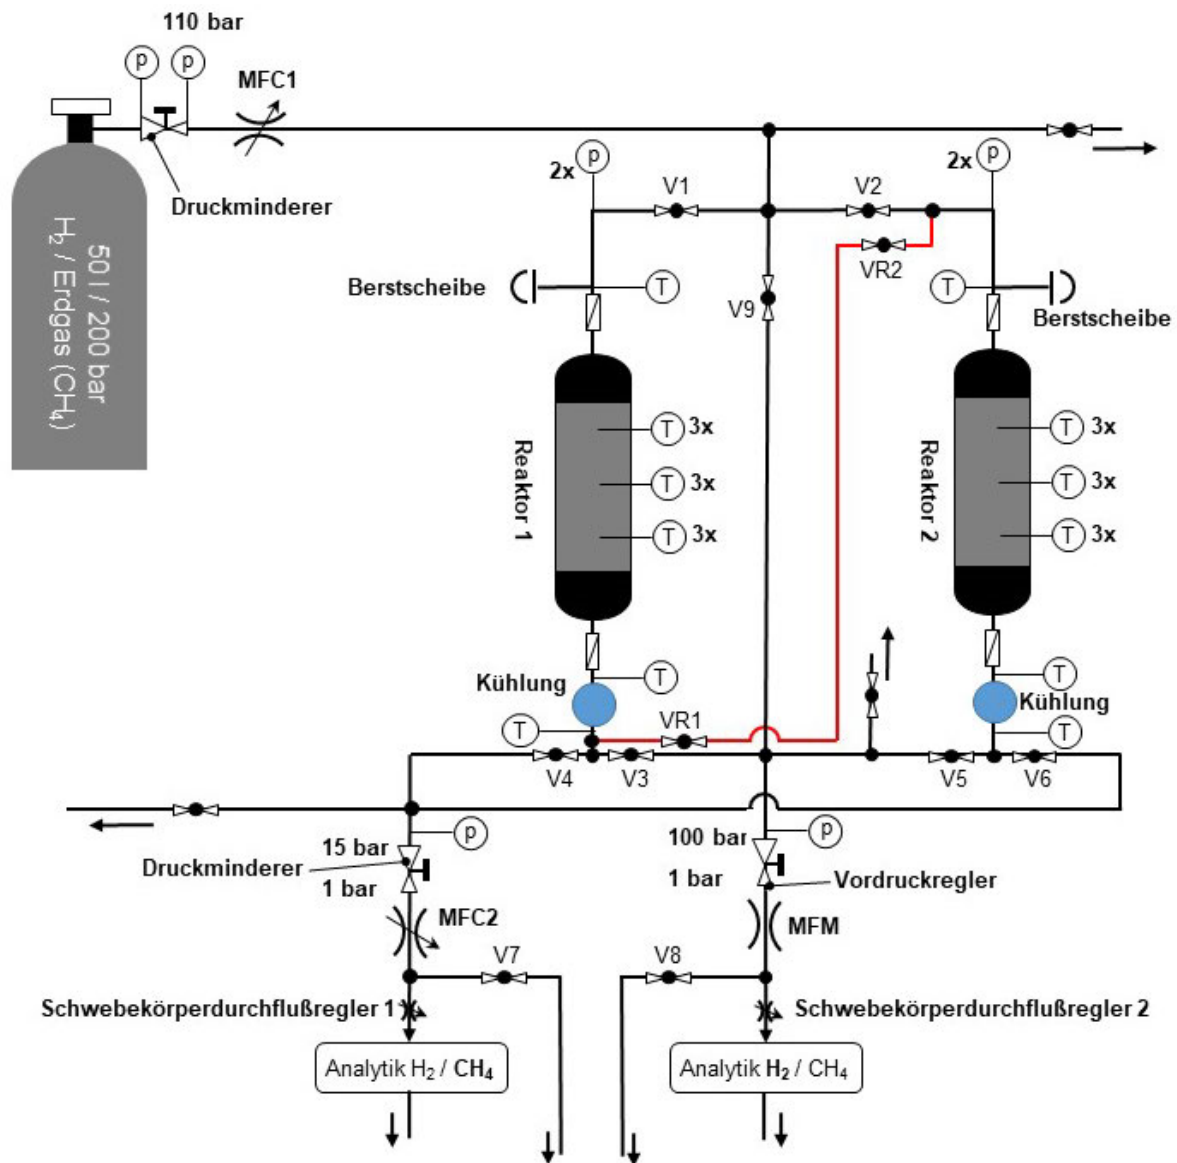 110 bar
p
p
MFC1
Druckminderer
50 l / 200 bar
H₂ / Erdgas (CH₄)
2x
p
V1
V2
2x
p
VR2
Berstscheibe
T
V9
T
Berstscheibe
Reaktor 1
T 3x
T 3x
T 3x
Reaktor 2
T 3x
T 3x
T 3x
T
Kühlung
T
Kühlung
T
VR1
T
V4
V3
V5
V6
p
15 bar
Druckminderer
1 bar
p
100 bar
1 bar
Vordruckregler
MFC2
MFM
V7
V8
Schwebekörperdurchflußregler 1
Schwebekörperdurchflußregler 2
Analytik H₂ / CH₄
Analytik H₂ / CH₄